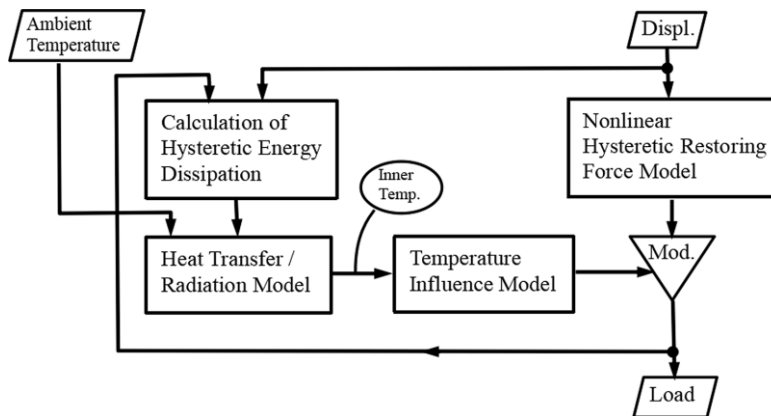 Ambient
Temperature
Displ.
Calculation of
Hysteretic Energy
Dissipation
Nonlinear
Hysteretic Restoring
Force Model
Inner
Temp.
Heat Transfer /
Radiation Model
Temperature
Influence Model
Mod.
Load